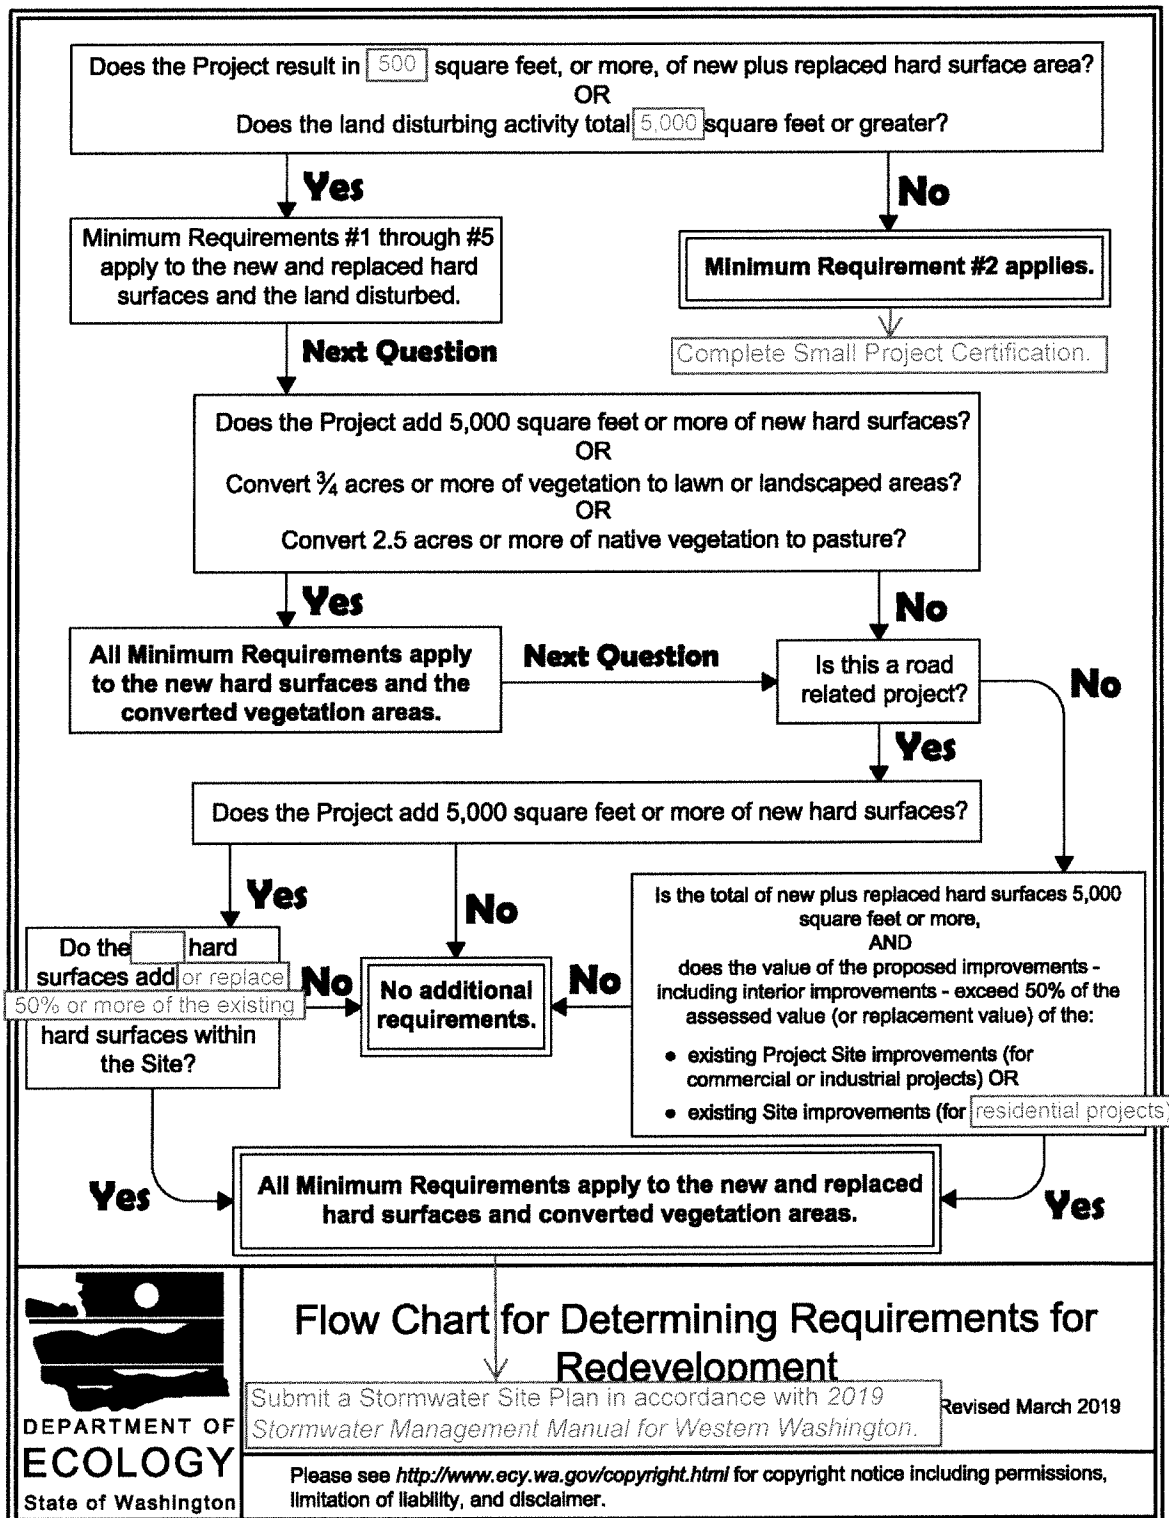 Does the Project result in 500 square feet, or more, of new plus replaced hard surface area?
OR
Does the land disturbing activity total 5,000 square feet or greater?
Yes
No
Minimum Requirements #1 through #5
apply to the new and replaced hard
surfaces and the land disturbed.
Minimum Requirement #2 applies.
Complete Small Project Certification.
Next Question
Does the Project add 5,000 square feet or more of new hard surfaces?
OR
Convert ¾ acres or more of vegetation to lawn or landscaped areas?
OR
Convert 2.5 acres or more of native vegetation to pasture?
Yes
No
All Minimum Requirements apply
to the new hard surfaces and the
converted vegetation areas.
Next Question
Is this a road
related project?
No
Yes
Does the Project add 5,000 square feet or more of new hard surfaces?
Yes
No
Do the hard
surfaces add or replace
50% or more of the existing
hard surfaces within
the Site?
No
No additional
requirements.
No
Is the total of new plus replaced hard surfaces 5,000
square feet or more,
AND
does the value of the proposed improvements -
including interior improvements - exceed 50% of the
assessed value (or replacement value) of the:
• existing Project Site improvements (for
commercial or industrial projects) OR
• existing Site improvements (for residential projects)
Yes
All Minimum Requirements apply to the new and replaced
hard surfaces and converted vegetation areas.
Yes
DEPARTMENT OF
ECOLOGY
State of Washington
Flow Chart for Determining Requirements for
Redevelopment
Submit a Stormwater Site Plan in accordance with 2019
Stormwater Management Manual for Western Washington.
Revised March 2019
Please see http://www.ecy.wa.gov/copyright.html for copyright notice including permissions,
limitation of liability, and disclaimer.